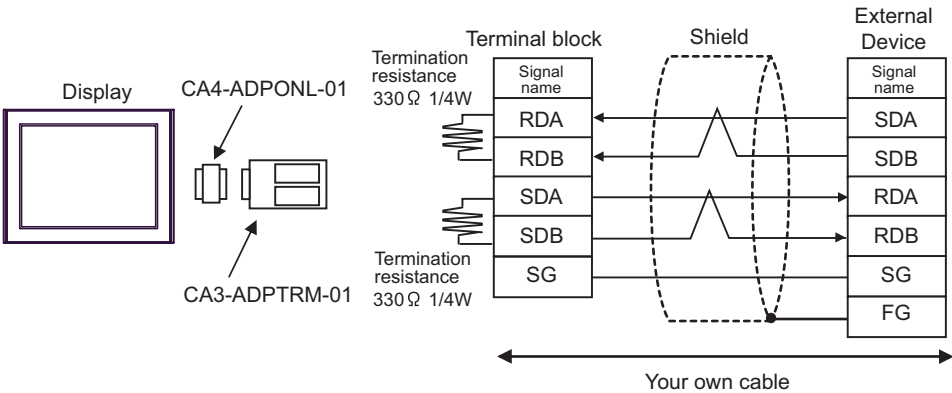 Display
CA4-ADPONL-01
CA3-ADPTRM-01
Termination
resistance
330Ω 1/4W
Termination
resistance
330Ω 1/4W
Terminal block
Signal
name
RDA
RDB
SDA
SDB
SG
Shield
External
Device
Signal
name
SDA
SDB
RDA
RDB
SG
FG
Your own cable